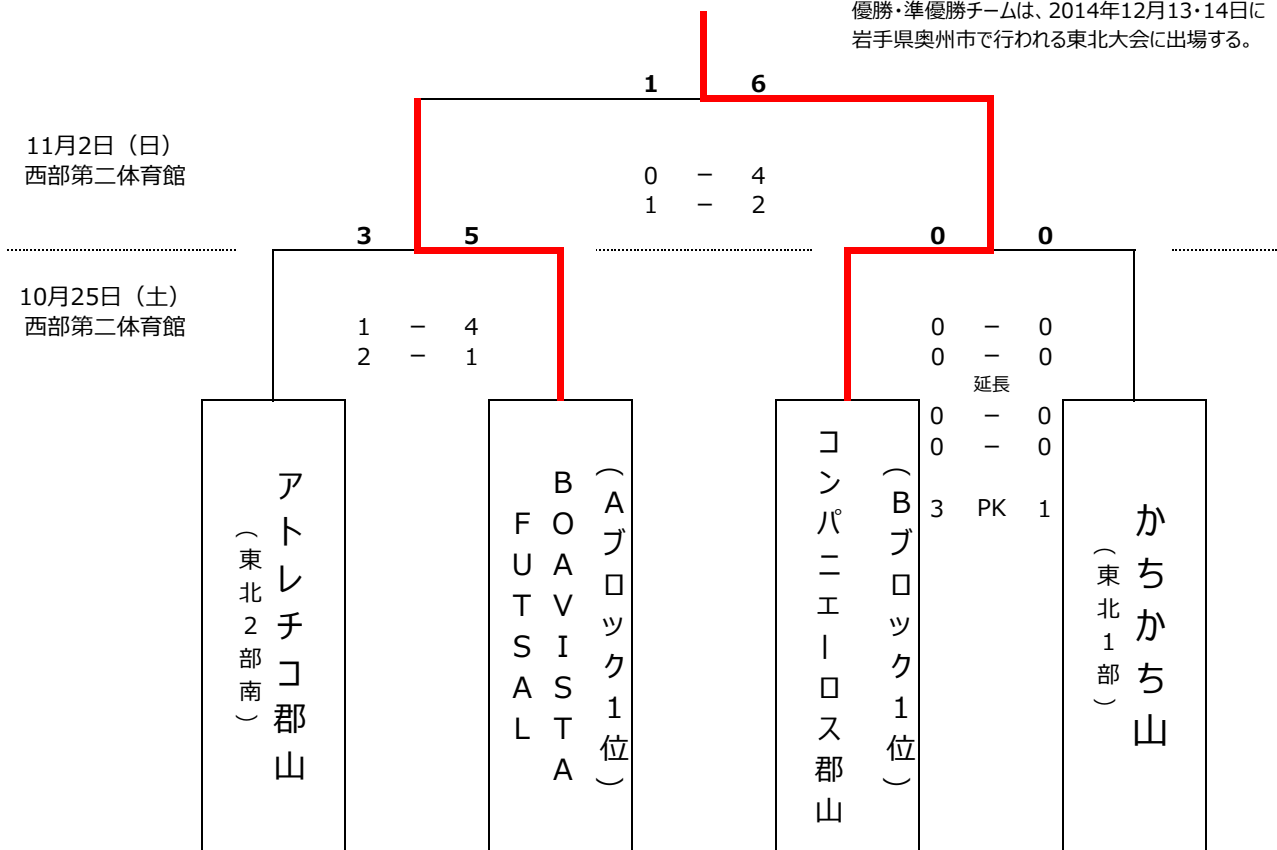 優勝・準優勝チームは、2014年12月13・14日に
岩手県奥州市で行われる東北大会に出場する。
1 6
11月2日（日）
西部第二体育館
0 － 4
1 － 2
3 5
0 0
10月25日（土）
西部第二体育館
1 － 4
2 － 1
0 － 0
0 － 0
延長
0 － 0
0 － 0
3 PK 1
アトレチコ郡山
（東北2部南）
（Aブロック1位）
BOAVISTA
FUTSAL
（Bブロック1位）
コンパニエーロス郡山
かちかち山
（東北1部）